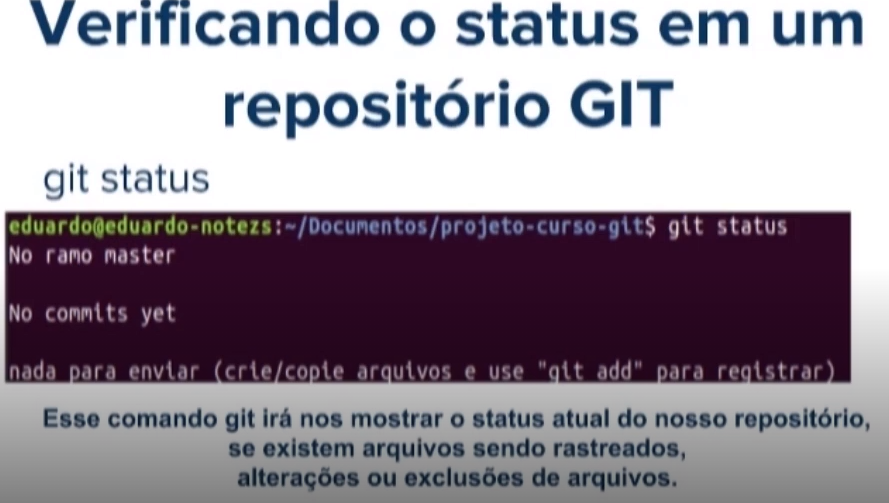 Verificando o status em um
repositório GIT
git status
eduardo@eduardo-notezs:~/Documentos/projeto-curso-git$ git status
No ramo master
No commits yet
nada para enviar (crie/copie arquivos e use "git add" para registrar)
Esse comando git irá nos mostrar o status atual do nosso repositório,
se existem arquivos sendo rastreados,
alterações ou exclusões de arquivos.